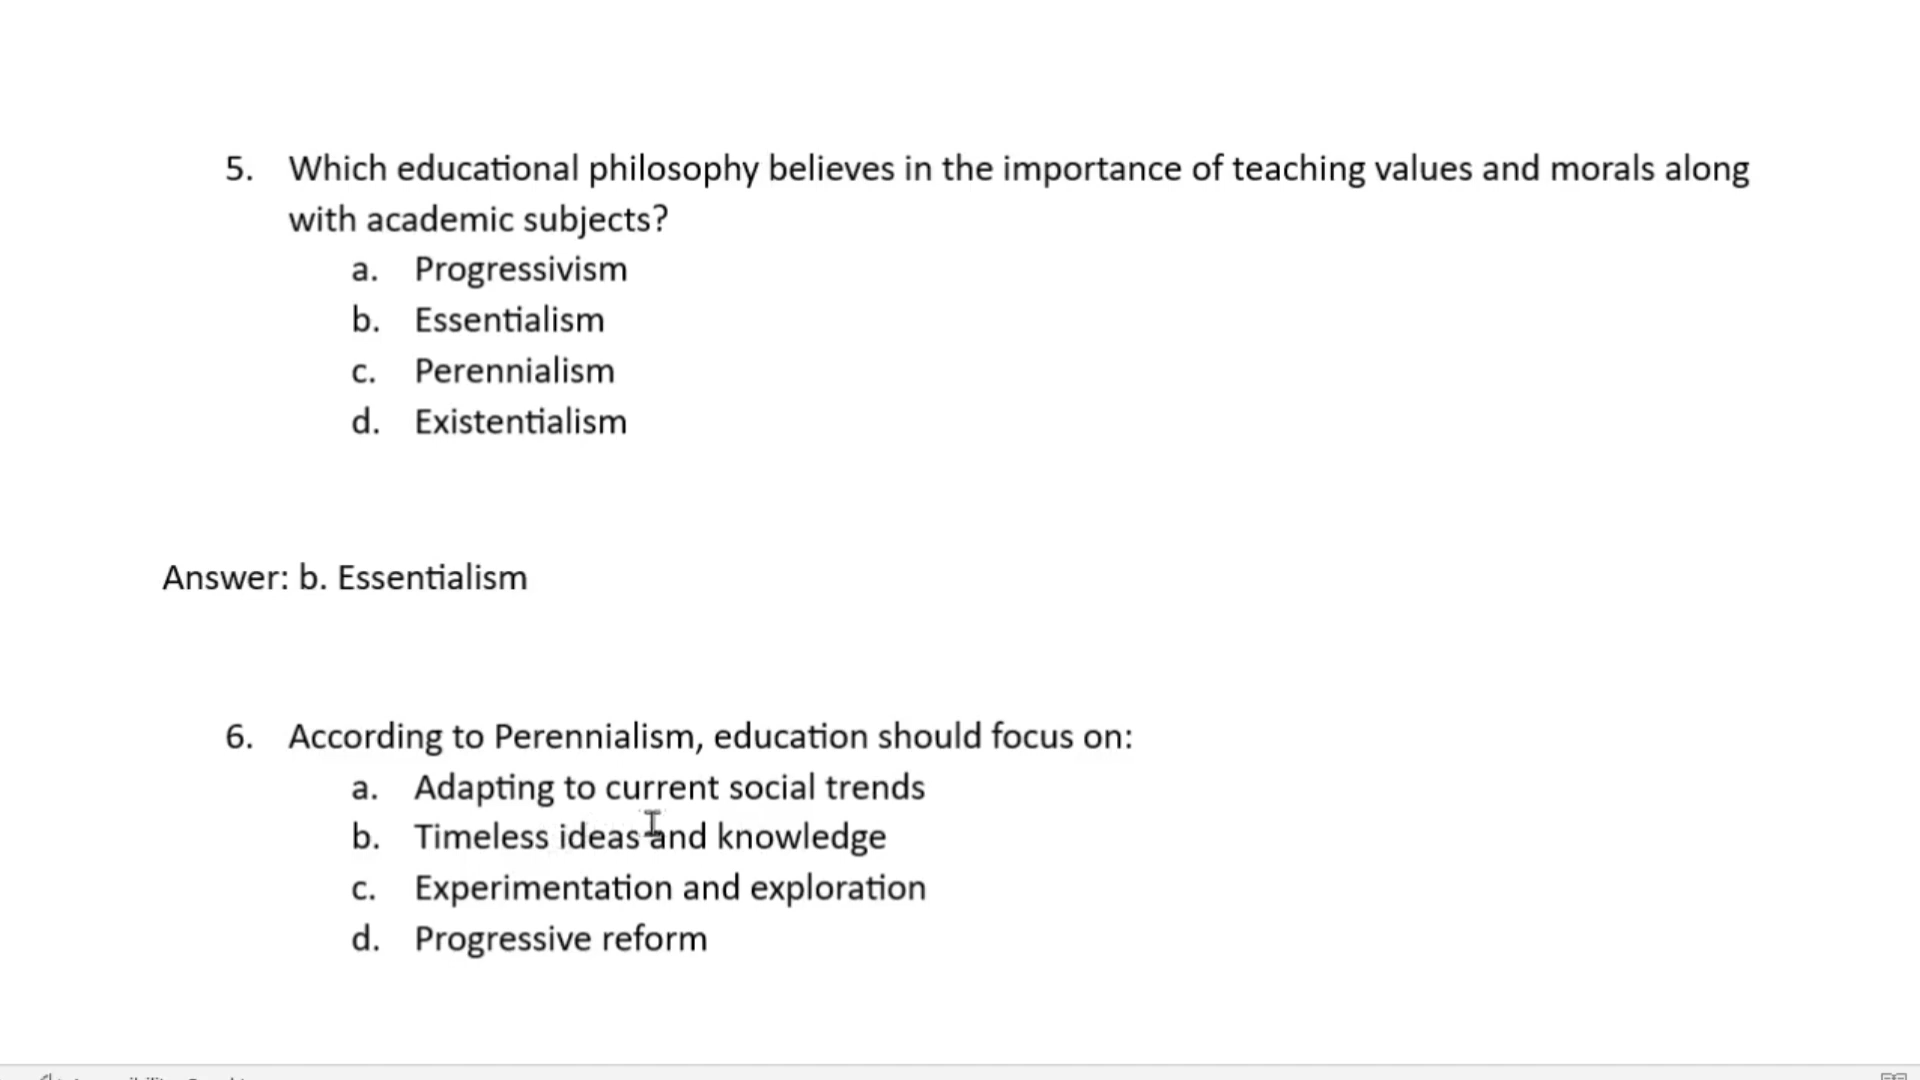 5. Which educational philosophy believes in the importance of teaching values and morals along
with academic subjects?
a. Progressivism
b. Essentialism
c. Perennialism
d. Existentialism
Answer: b. Essentialism
6. According to Perennialism, education should focus on:
a. Adapting to current social trends
b. Timeless ideas and knowledge
c. Experimentation and exploration
d. Progressive reform